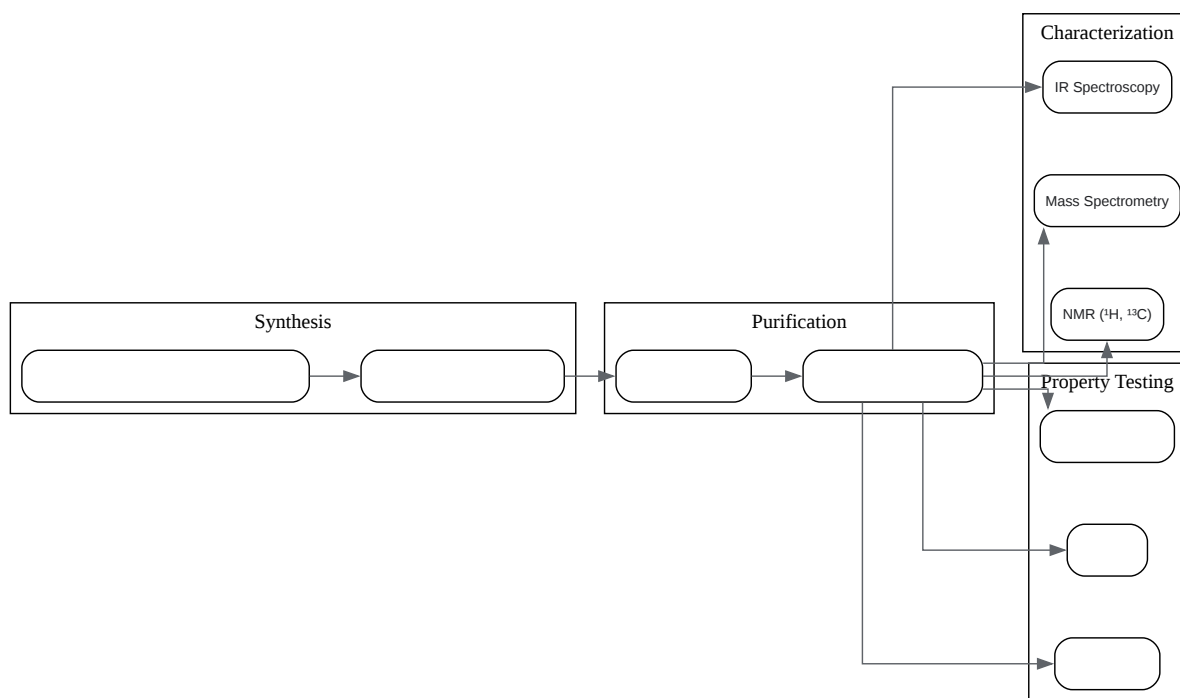 Characterization
IR Spectroscopy
Mass Spectrometry
NMR (¹H, ¹³C)
Synthesis
Purification
Property Testing